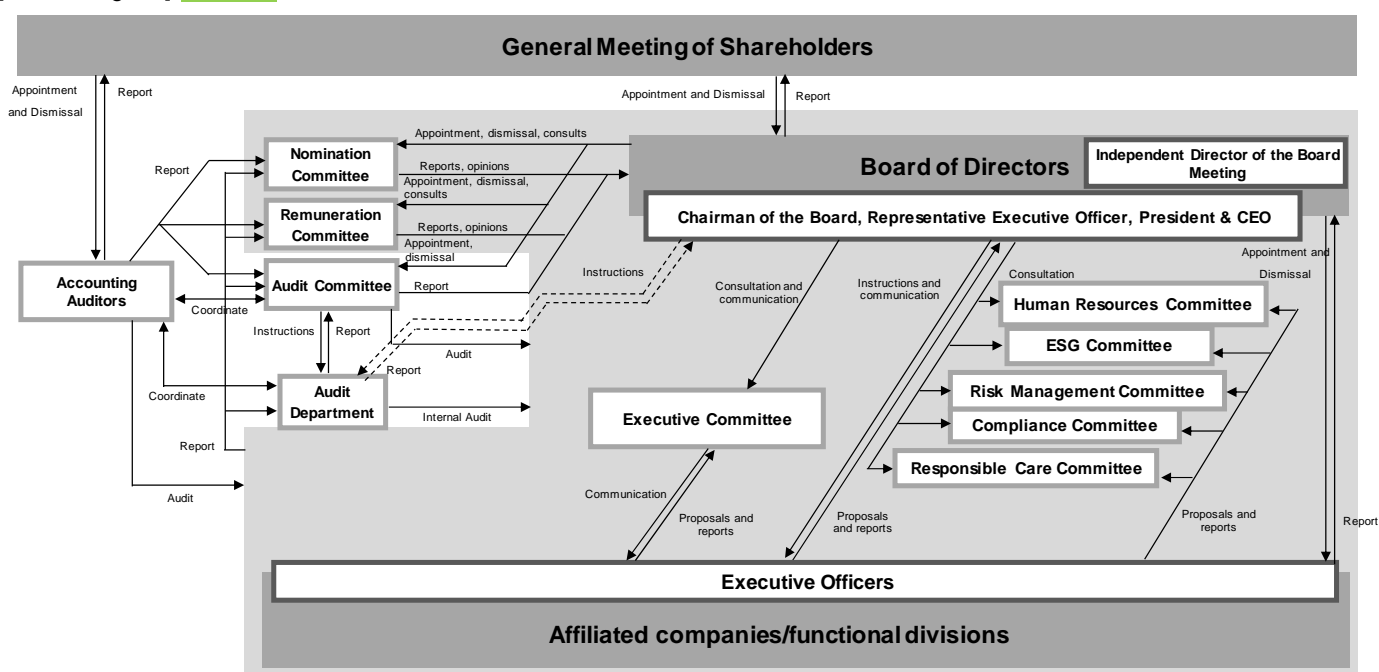 General Meeting of Shareholders
Appointment
and Dismissal
Report
Appointment and Dismissal
Report
Appointment, dismissal, consults
Nomination
Committee
Reports, opinions
Appointment, dismissal,
consults
Remuneration
Committee
Reports, opinions
Appointment,
dismissal
Report
Board of Directors
Independent Director of the Board
Meeting
Chairman of the Board, Representative Executive Officer, President & CEO
Accounting
Auditors
Audit Committee
Report
Coordinate
Instructions
Report
Audit
Report
Instructions
Coordinate
Audit
Department
Internal Audit
Report
Audit
Consultation and
communication
Instructions and
communication
Consultation
Appointment and
Dismissal
Human Resources Committee
ESG Committee
Risk Management Committee
Compliance Committee
Responsible Care Committee
Executive Committee
Communication
Proposals and
reports
Proposals
and reports
Proposals and
reports
Report
Executive Officers
Affiliated companies/functional divisions